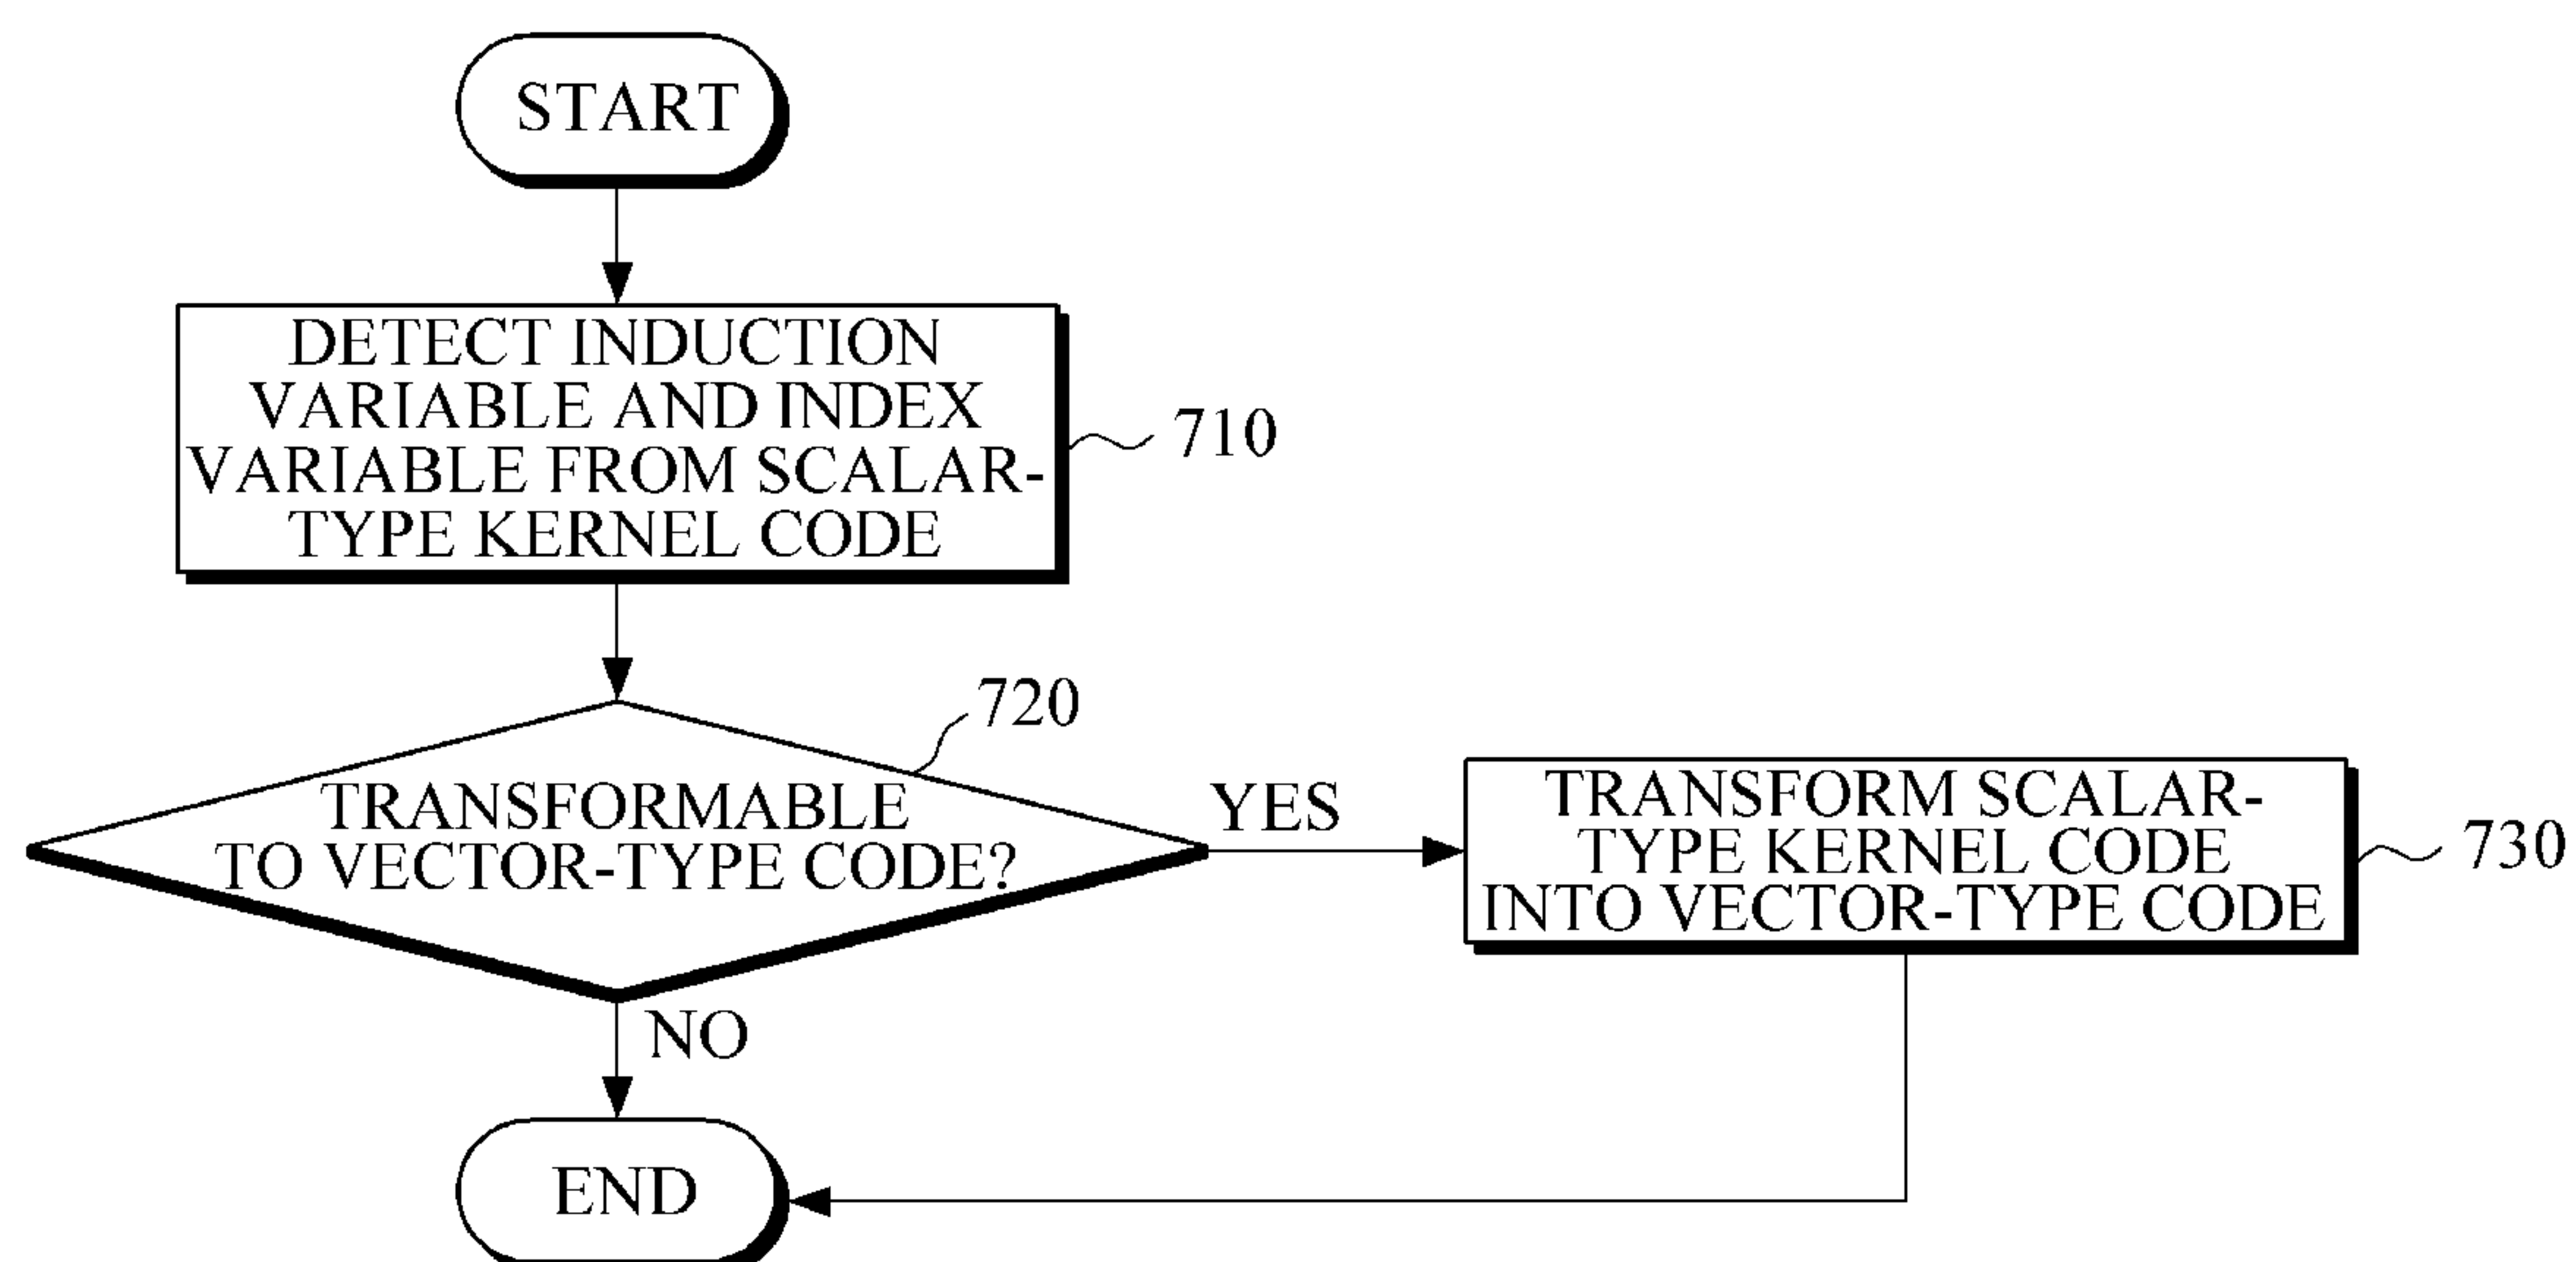 START
DETECT INDUCTION
VARIABLE AND INDEX
VARIABLE FROM SCALAR-
TYPE KERNEL CODE
710
720
TRANSFORMABLE
TO VECTOR-TYPE CODE?
YES
TRANSFORM SCALAR-
TYPE KERNEL CODE
INTO VECTOR-TYPE CODE
730
NO
END